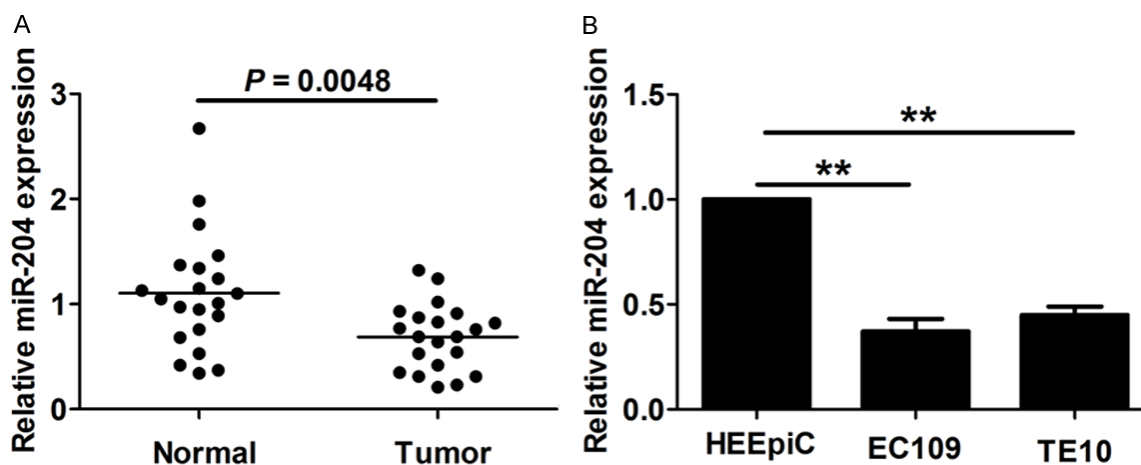 A
Relative miR-204 expression
P = 0.0048
3
2
1
0
Normal Tumor
B
Relative miR-204 expression
1.5
1.0
0.5
0.0
**
**
HEEpiC EC109 TE10